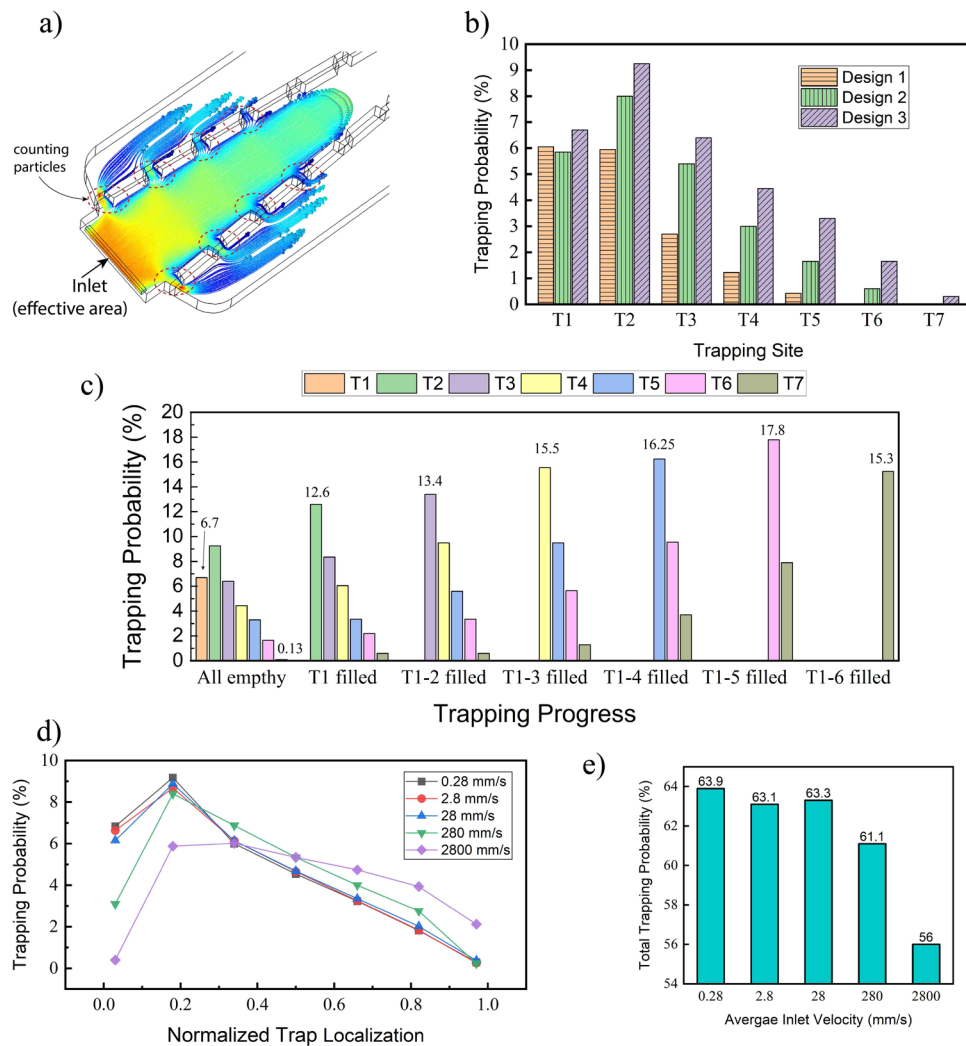 a)
counting
particles
Inlet
(effective area)
b)
Trapping Probability (%)
10
9
8
7
6
5
4
3
2
1
0
Design 1
Design 2
Design 3
T1 T2 T3 T4 T5 T6 T7
Trapping Site
c)
T1 T2 T3 T4 T5 T6 T7
Trapping Probability (%)
20
18
16
14
12
10
8
6
4
2
0
6.7
0.13
12.6
13.4
15.5
16.25
17.8
15.3
All empthy T1 filled T1-2 filled T1-3 filled T1-4 filled T1-5 filled T1-6 filled
Trapping Progress
d)
Trapping Probability (%)
10
8
6
4
2
0
0.28 mm/s
2.8 mm/s
28 mm/s
280 mm/s
2800 mm/s
0.0 0.2 0.4 0.6 0.8 1.0
Normalized Trap Localization
e)
Total Trapping Probability (%)
64
62
60
58
56
54
63.9
63.1
63.3
61.1
56
0.28 2.8 28 280 2800
Avergae Inlet Velocity (mm/s)